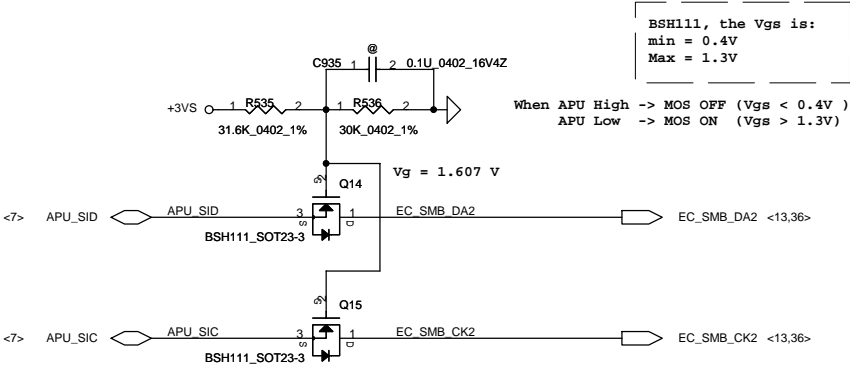 BSH111, the Vgs is:
min = 0.4V
Max = 1.3V
@
C935 1 2 0.1U_0402_16V4Z
+3VS 1 R535 2 1 R536 2
31.6K_0402_1% 30K_0402_1%
When APU High -> MOS OFF (Vgs < 0.4V )
APU Low -> MOS ON (Vgs > 1.3V)
Vg = 1.607 V
G 2 Q14
<7> APU_SID APU_SID 3 S 1 D EC_SMB_DA2 EC_SMB_DA2 <13,36>
BSH111_SOT23-3
G 2 Q15
<7> APU_SIC APU_SIC 3 S 1 D EC_SMB_CK2 EC_SMB_CK2 <13,36>
BSH111_SOT23-3